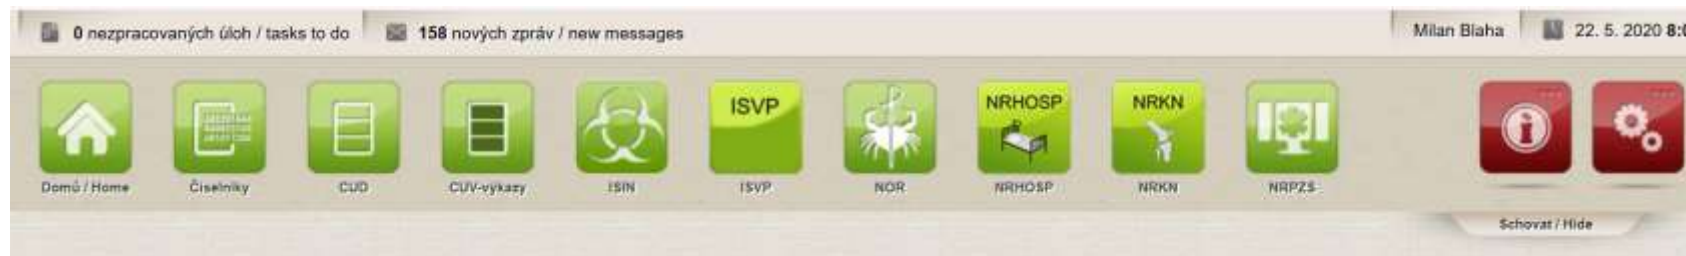 0 nezpracovaných úloh / tasks to do 158 nových zpráv / new messages Milan Blaha 22. 5. 2020
ISVP NRHOSP NRKN
Domů / Home Číselníky CUD CUV-výkazy ISIN ISVP NOR NRHOSP NRKN NRPZS
Schovat / Hide